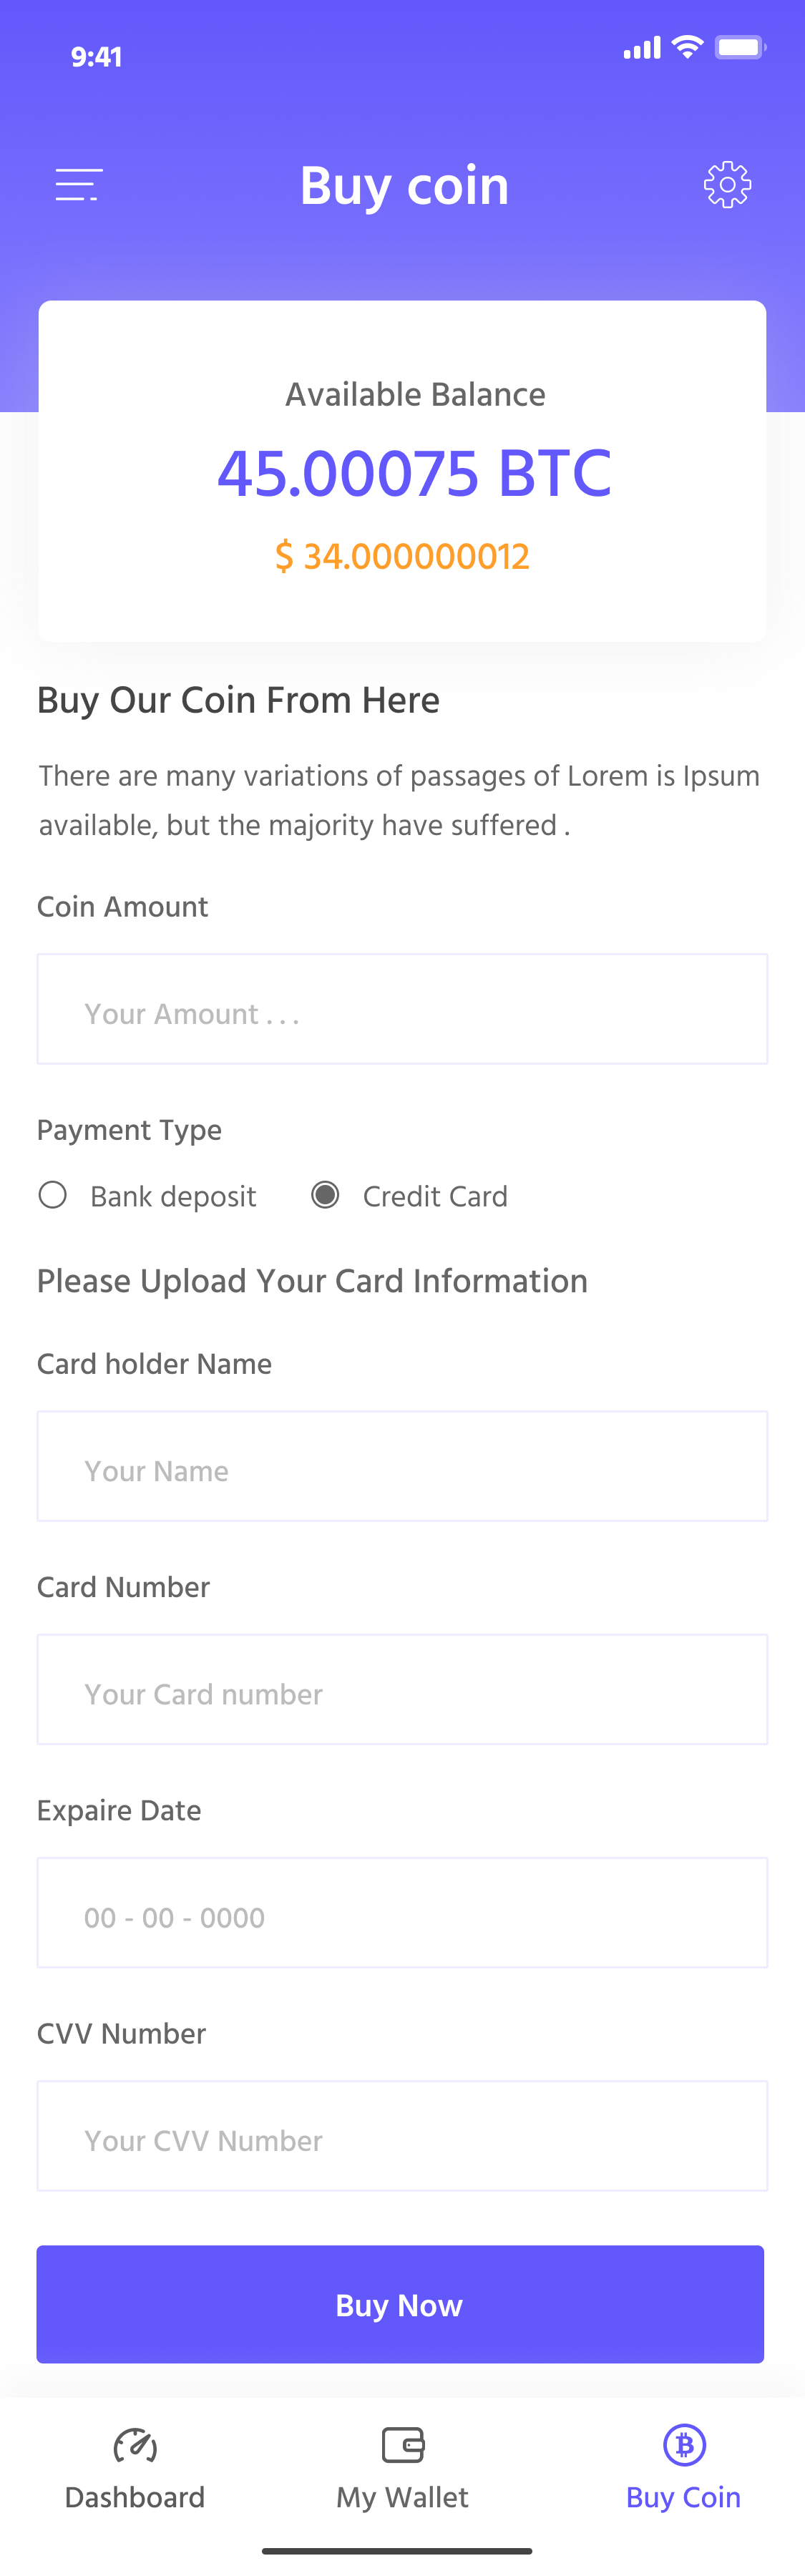 9:41
Buy coin
Available Balance
45.00075 BTC
$ 34.000000012
Buy Our Coin From Here
There are many variations of passages of Lorem is Ipsum
available, but the majority have suffered .
Coin Amount
Your Amount . . .
Payment Type
Bank deposit Credit Card
Please Upload Your Card Information
Card holder Name
Your Name
Card Number
Your Card number
Expaire Date
00 - 00 - 0000
CVV Number
Your CVV Number
Buy Now
Dashboard My Wallet Buy Coin